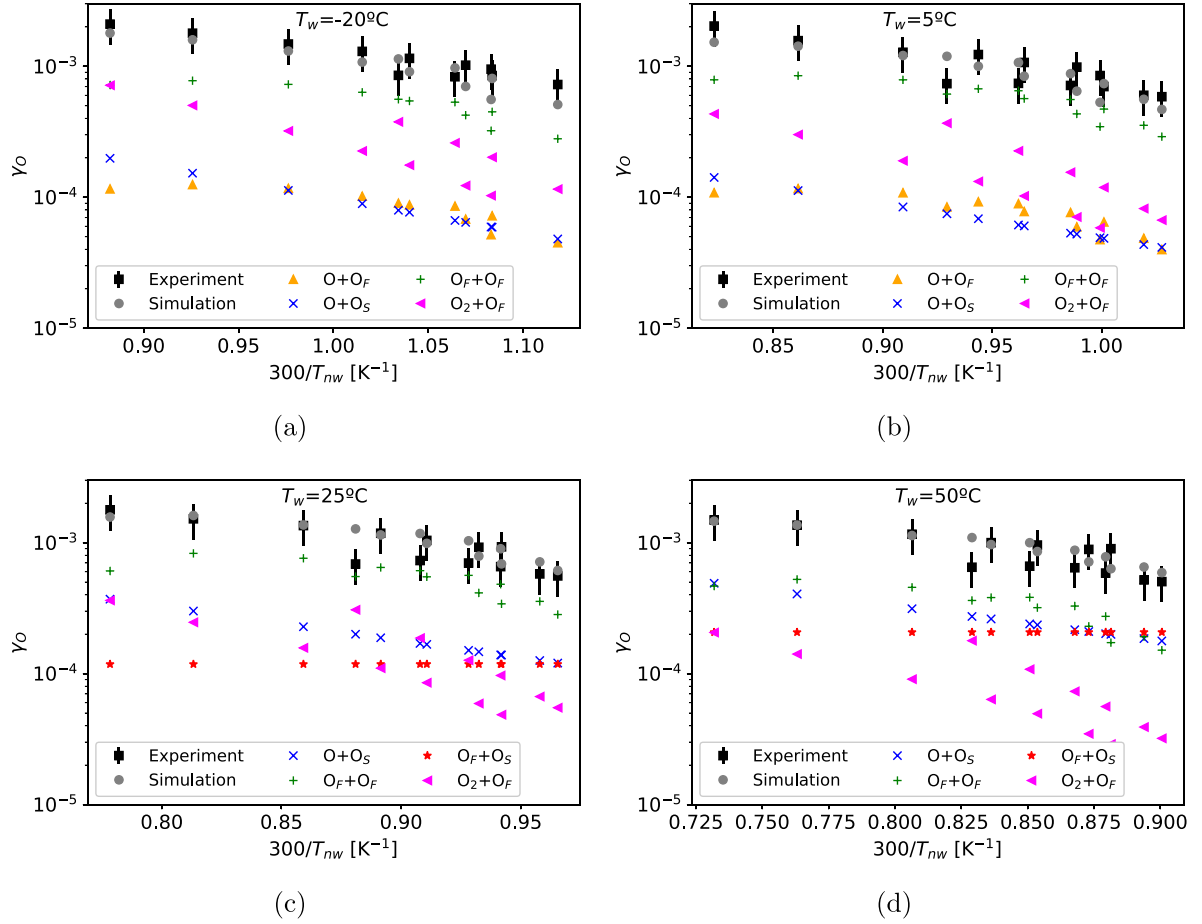 T_w=-20ºC
γ_O
10⁻³
10⁻⁴
10⁻⁵
Experiment
Simulation
O+O_F
O+O_S
O_F+O_F
O₂+O_F
0.90 0.95 1.00 1.05 1.10
300/T_nw [K⁻¹]
(a)
T_w=5ºC
γ_O
10⁻³
10⁻⁴
10⁻⁵
Experiment
Simulation
O+O_F
O+O_S
O_F+O_F
O₂+O_F
0.85 0.90 0.95 1.00
300/T_nw [K⁻¹]
(b)
T_w=25ºC
γ_O
10⁻³
10⁻⁴
10⁻⁵
Experiment
Simulation
O+O_S
O_F+O_F
O_F+O_S
O₂+O_F
0.80 0.85 0.90 0.95
300/T_nw [K⁻¹]
(c)
T_w=50ºC
γ_O
10⁻³
10⁻⁴
10⁻⁵
Experiment
Simulation
O+O_S
O_F+O_F
O_F+O_S
O₂+O_F
0.725 0.750 0.775 0.800 0.825 0.850 0.875 0.900
300/T_nw [K⁻¹]
(d)